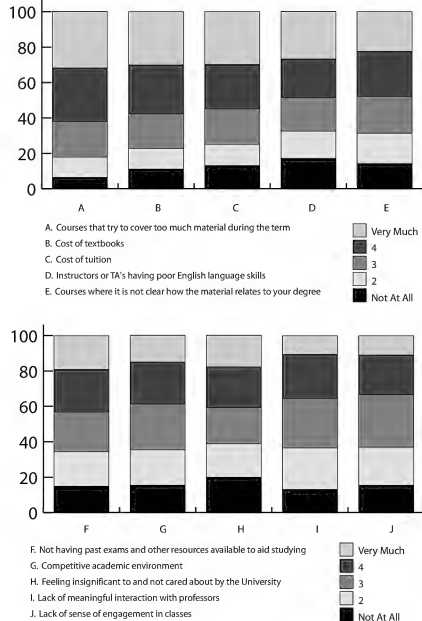 100
80
60
40
20
0
A B C D E
A. Courses that try to cover too much material during the term
B. Cost of textbooks
C. Cost of tuition
D. Instructors or TA's having poor English language skills
E. Courses where it is not clear how the material relates to your degree
Very Much
4
3
2
Not At All
100
80
60
40
20
0
F G H I J
F. Not having past exams and other resources available to aid studying
G. Competitive academic environment
H. Feeling insignificant to and not cared about by the University
I. Lack of meaningful interaction with professors
J. Lack of sense of engagement in classes
Very Much
4
3
2
Not At All